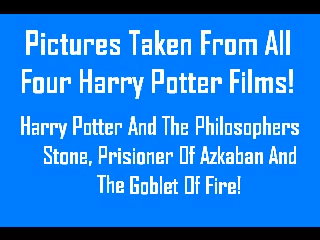 Pictures Taken From All
Four Harry Potter Films!
Harry Potter And The Philosophers
Stone, Prisioner Of Azkaban And
The Goblet Of Fire!